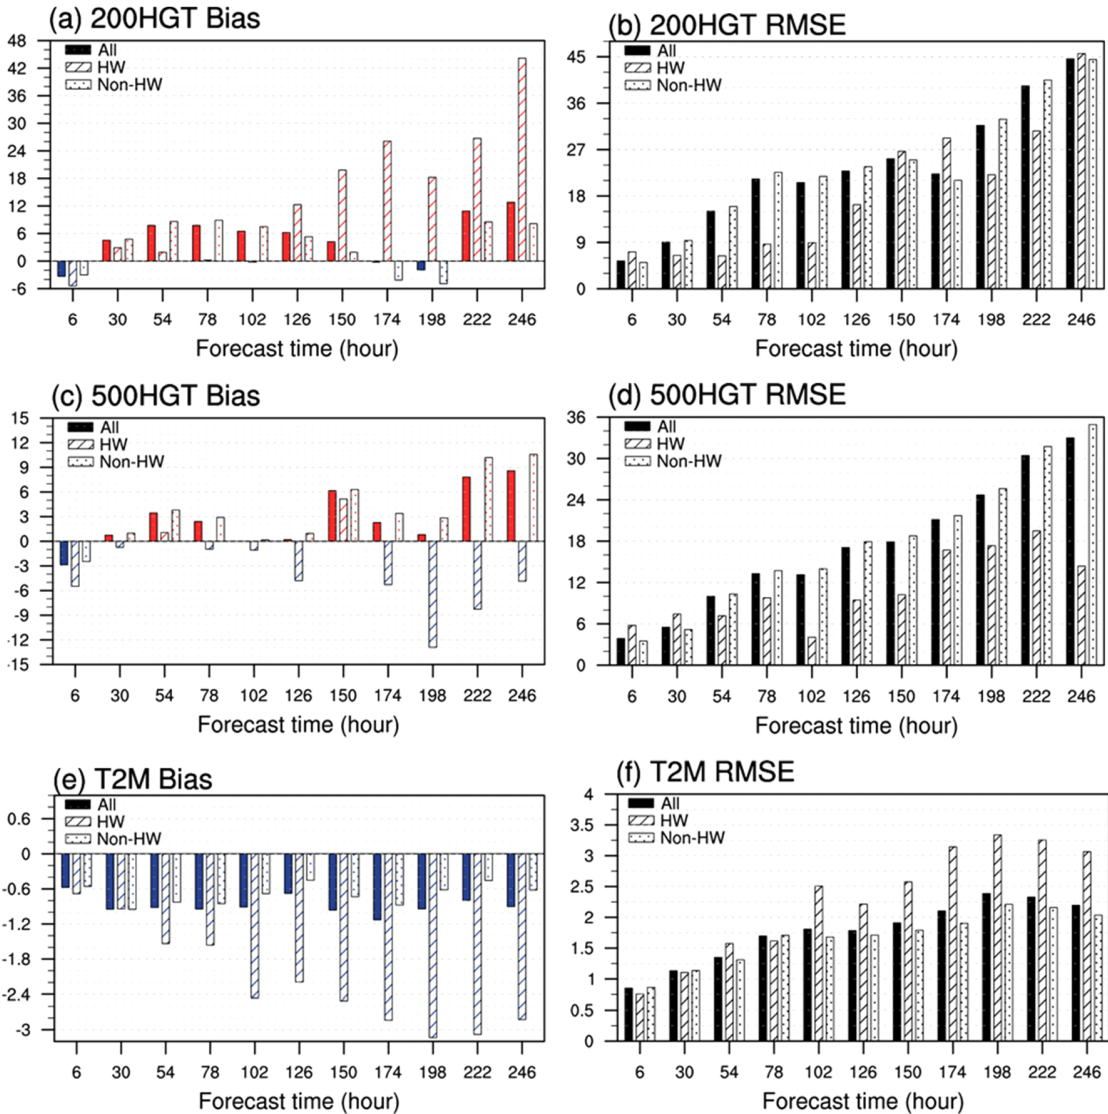 (a) 200HGT Bias
48
42
36
30
24
18
12
6
0
-6
All
HW
Non-HW
6 30 54 78 102 126 150 174 198 222 246
Forecast time (hour)
(b) 200HGT RMSE
45
36
27
18
9
0
All
HW
Non-HW
6 30 54 78 102 126 150 174 198 222 246
Forecast time (hour)
(c) 500HGT Bias
15
12
9
6
3
0
-3
-6
-9
-12
-15
All
HW
Non-HW
6 30 54 78 102 126 150 174 198 222 246
Forecast time (hour)
(d) 500HGT RMSE
36
30
24
18
12
6
0
All
HW
Non-HW
6 30 54 78 102 126 150 174 198 222 246
Forecast time (hour)
(e) T2M Bias
0.6
0
-0.6
-1.2
-1.8
-2.4
-3
All
HW
Non-HW
6 30 54 78 102 126 150 174 198 222 246
Forecast time (hour)
(f) T2M RMSE
4
3.5
3
2.5
2
1.5
1
0.5
0
All
HW
Non-HW
6 30 54 78 102 126 150 174 198 222 246
Forecast time (hour)